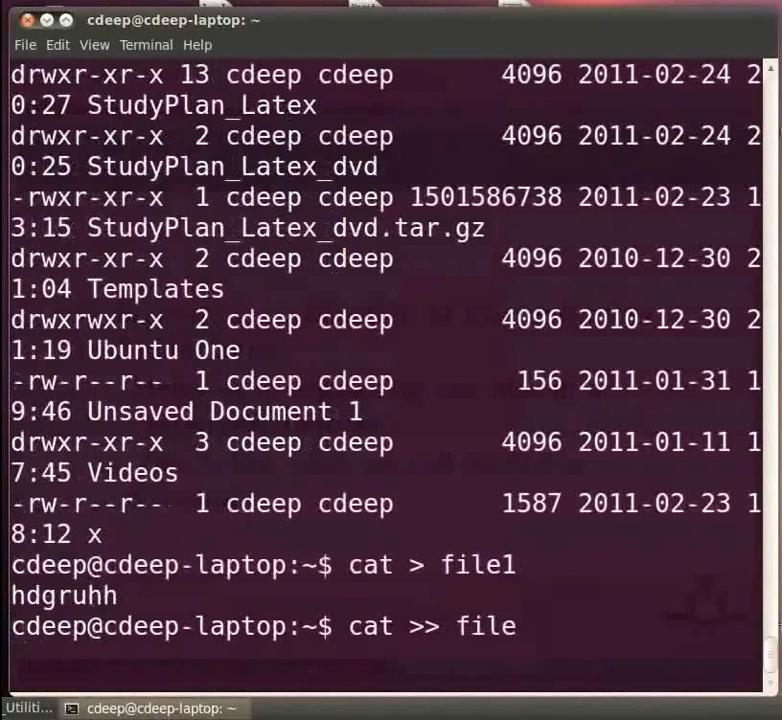 cdeep@cdeep-laptop: ~
File Edit View Terminal Help
drwxr-xr-x 13 cdeep cdeep 4096 2011-02-24 2
0:27 StudyPlan_Latex
drwxr-xr-x 2 cdeep cdeep 4096 2011-02-24 2
0:25 StudyPlan_Latex_dvd
-rwxr-xr-x 1 cdeep cdeep 1501586738 2011-02-23 1
3:15 StudyPlan_Latex_dvd.tar.gz
drwxr-xr-x 2 cdeep cdeep 4096 2010-12-30 2
1:04 Templates
drwxrwxr-x 2 cdeep cdeep 4096 2010-12-30 2
1:19 Ubuntu One
-rw-r--r-- 1 cdeep cdeep 156 2011-01-31 1
9:46 Unsaved Document 1
drwxr-xr-x 3 cdeep cdeep 4096 2011-01-11 1
7:45 Videos
-rw-r--r-- 1 cdeep cdeep 1587 2011-02-23 1
8:12 x
cdeep@cdeep-laptop:~$ cat > file1
hdgruhh
cdeep@cdeep-laptop:~$ cat >> file
Utiliti... cdeep@cdeep-laptop: ~